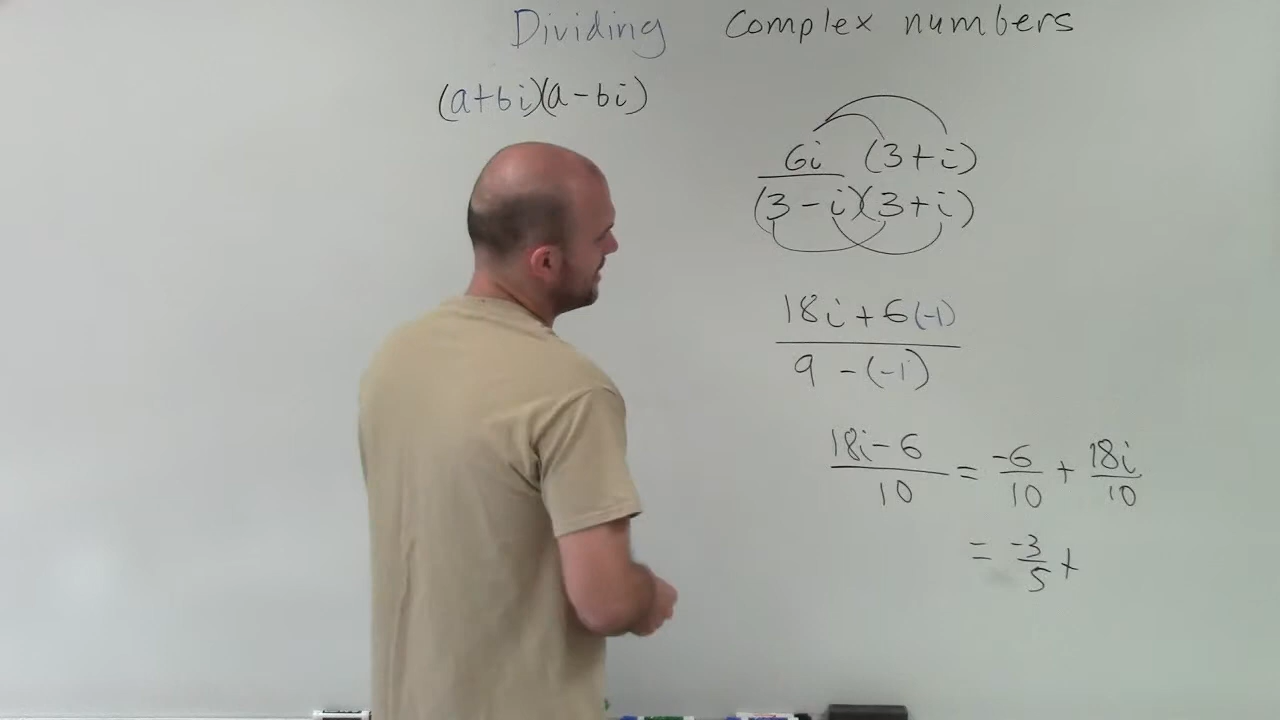 Dividing Complex numbers
(a+bi)(a-bi)
6i (3+i)
(3-i)(3+i)
18i+6(-1)
9-(-1)
18i-6 / 10 = -6/10 + 18i/10
= -3/5 +